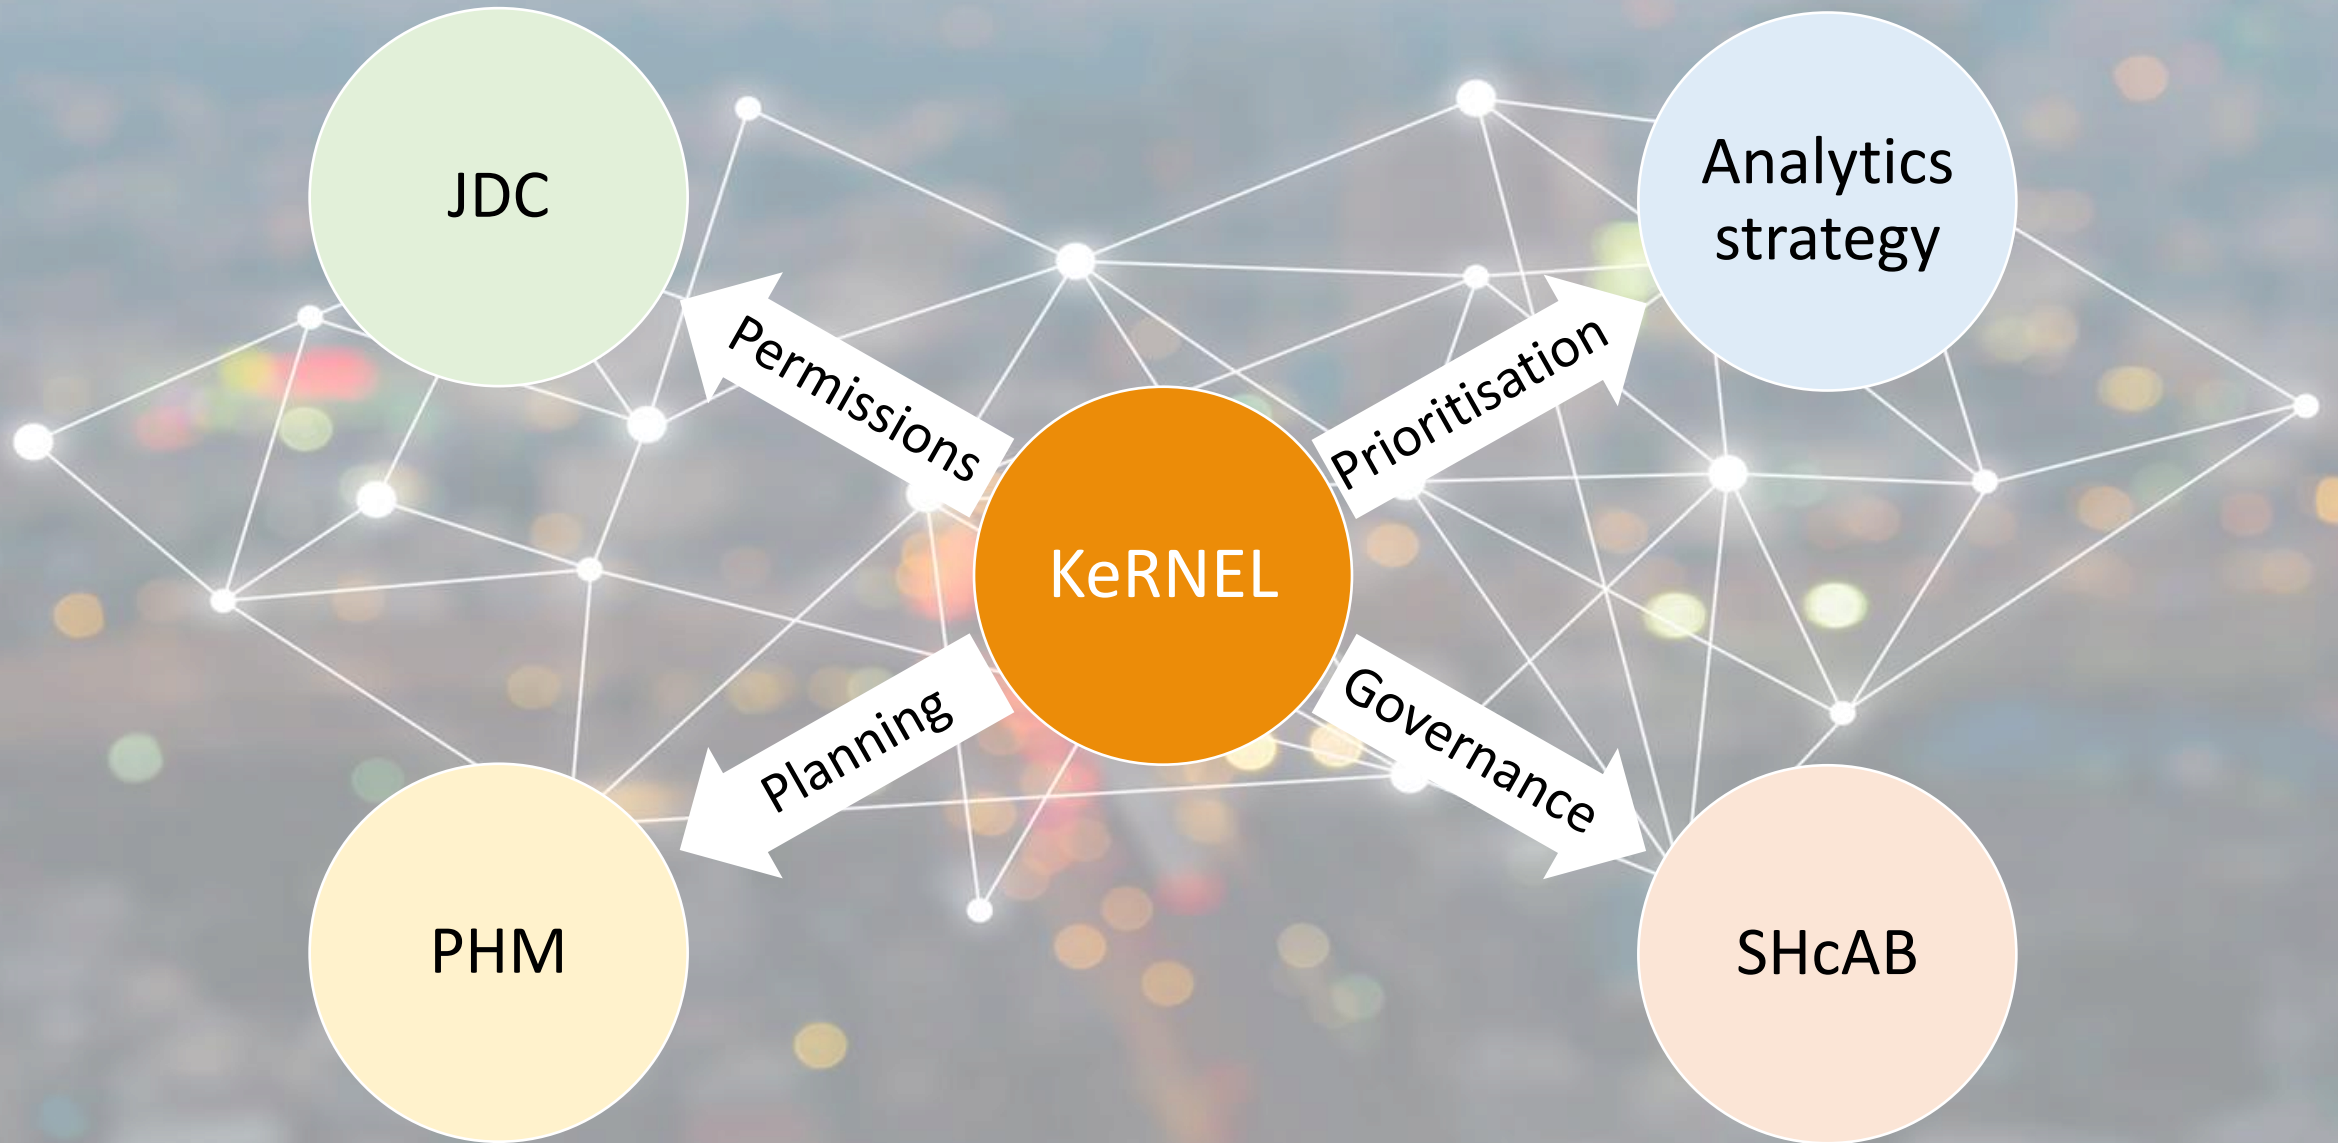 JDC
Analytics
strategy
Permissions
Prioritisation
KeRNEL
Planning
Governance
PHM
SHcAB